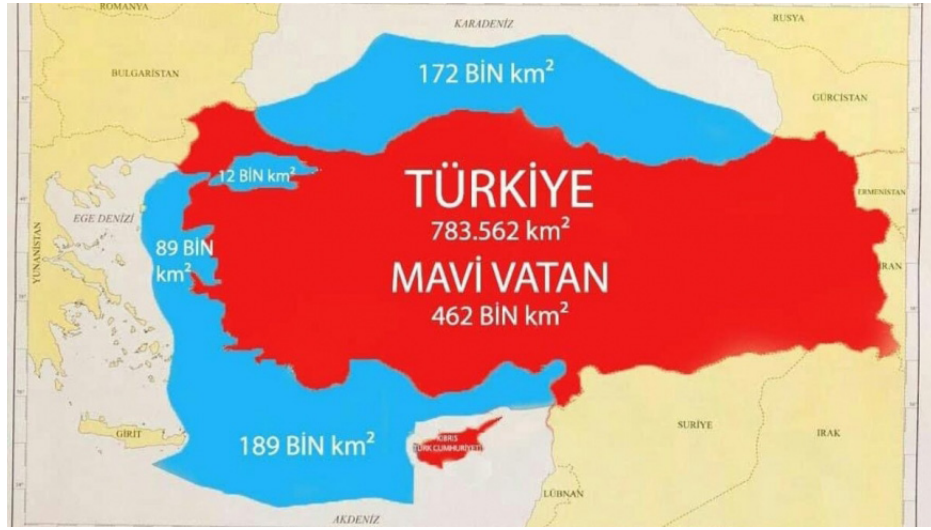 ROMANYA
KARADENİZ
RUSYA
172 BİN km²
BULGARİSTAN
GÜRCİSTAN
12 BİN km²
TÜRKİYE
783.562 km²
ERMENİSTAN
EGE DENİZİ
YUNANİSTAN
89 BİN
km²
İRAN
MAVİ VATAN
462 BİN km²
GİRİT
189 BİN km²
KIBRIS
TÜRK CUMHURİYETİ
SURİYE
IRAK
LÜBNAN
AKDENİZ